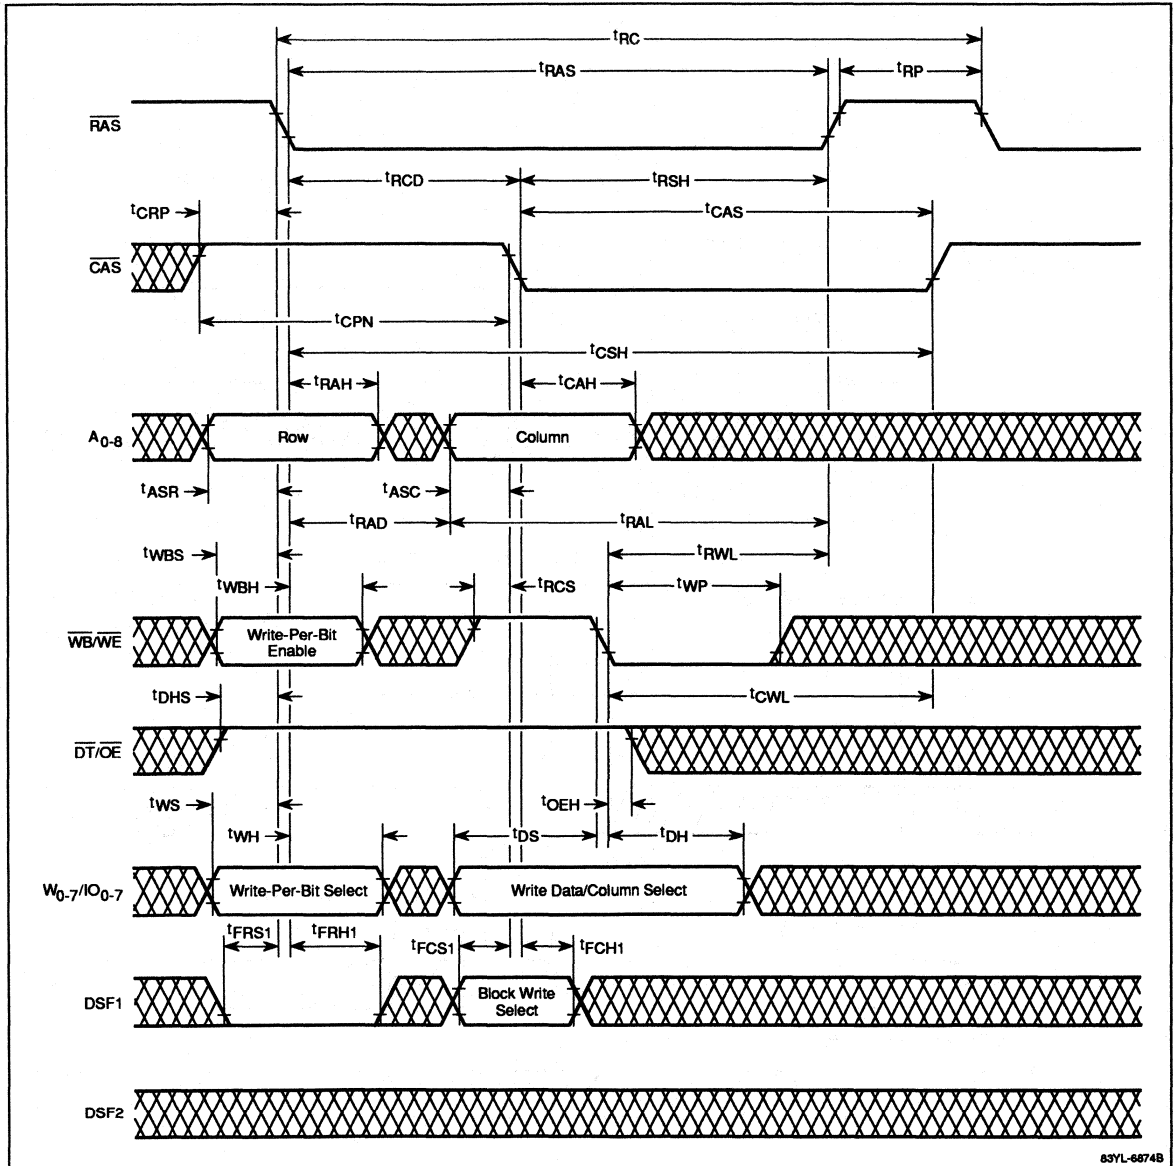 tRC
tRAS
tRP
RAS
tRCD
tRSH
tCRP
tCAS
CAS
tCPN
tCSH
tRAH
tCAH
A0-8
Row
Column
tASR
tASC
tRAD
tRAL
tWBS
tRWL
tWBH
tRCS
tWP
WB/WE
Write-Per-Bit
Enable
tDHS
tCWL
DT/OE
tWS
tOEH
tWH
tDS
tDH
W0-7/IO0-7
Write-Per-Bit Select
Write Data/Column Select
tFRS1
tFRH1
tFCS1
tFCH1
DSF1
Block Write
Select
DSF2
83YL-6874B